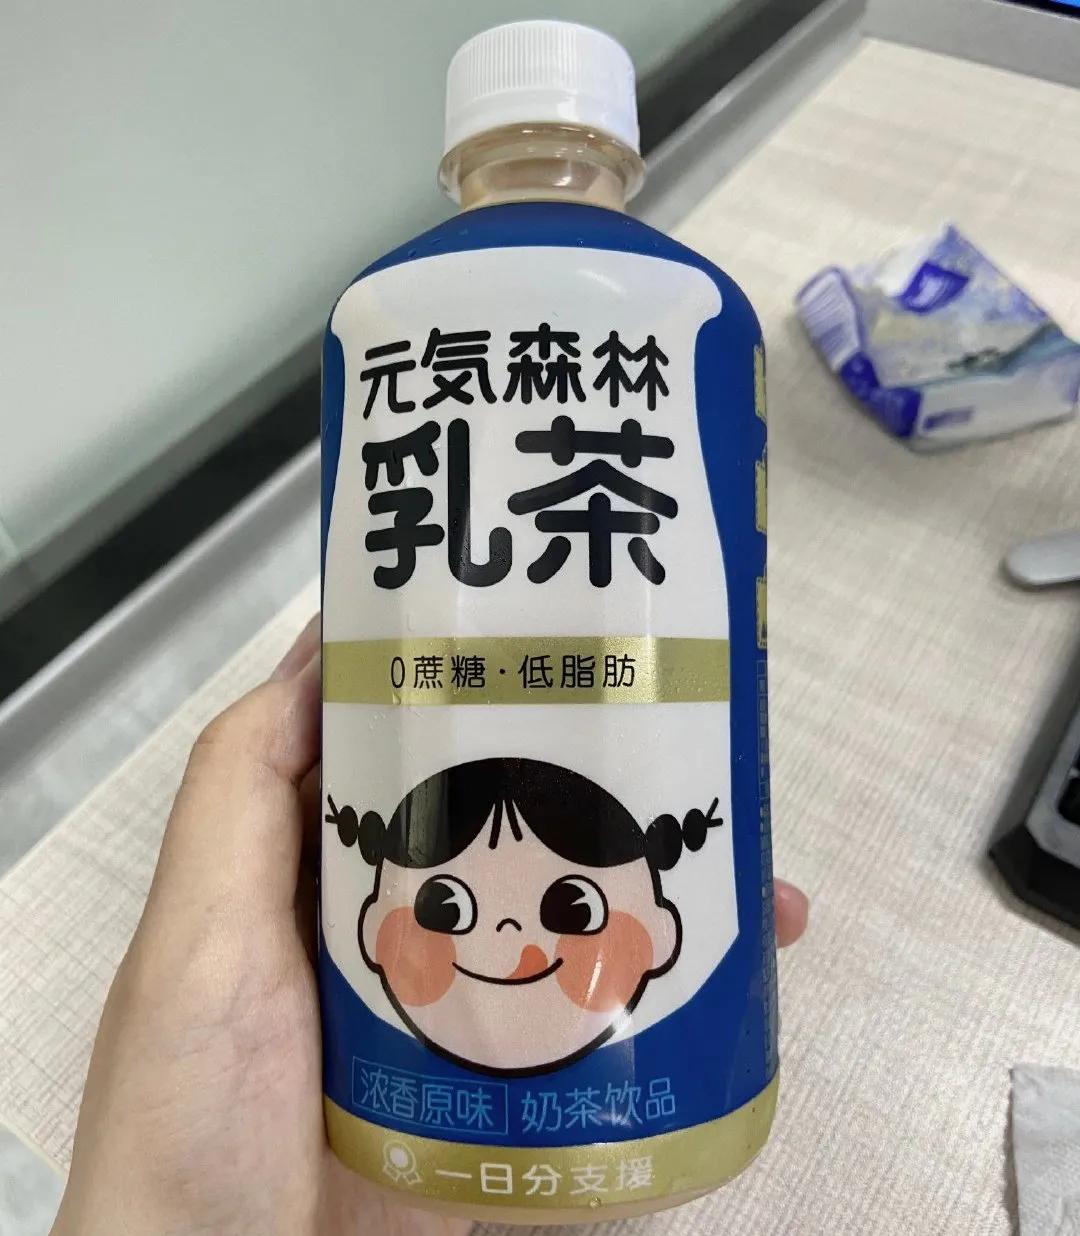 元気森林
乳茶
0蔗糖·低脂肪
浓香原味 奶茶饮品
一日分支援